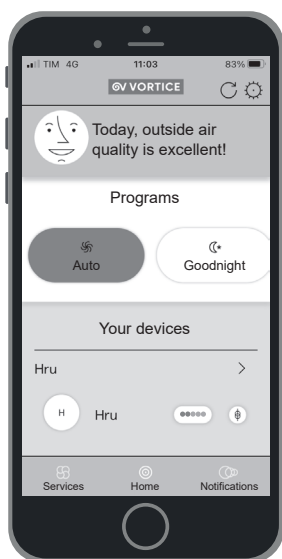 TIM 4G 11:03 83%
VORTICE
Today, outside air
quality is excellent!
Programs
Auto Goodnight
Your devices
Hru
H Hru
Services Home Notifications